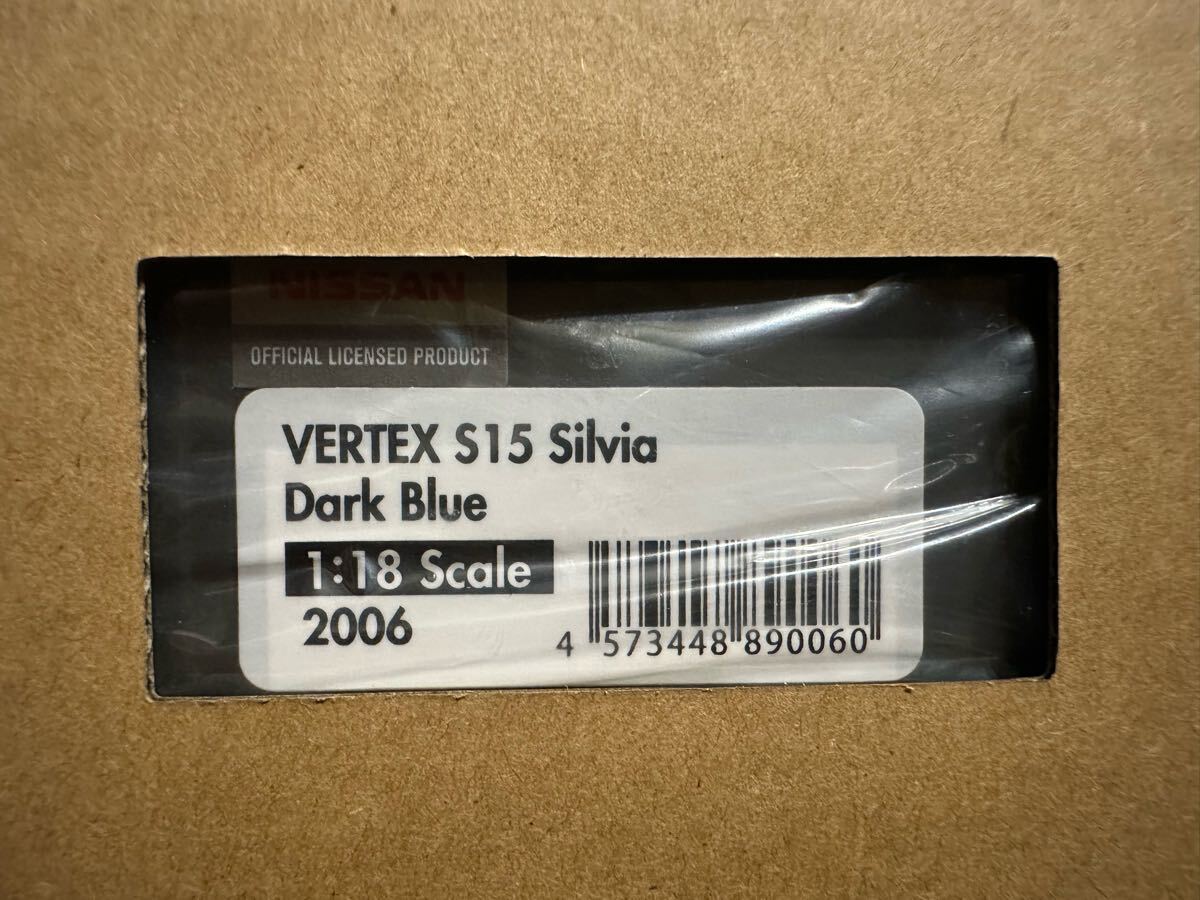 NISSAN
OFFICIAL LICENSED PRODUCT
VERTEX S15 Silvia
Dark Blue
1:18 Scale
2006
4 573448 890060